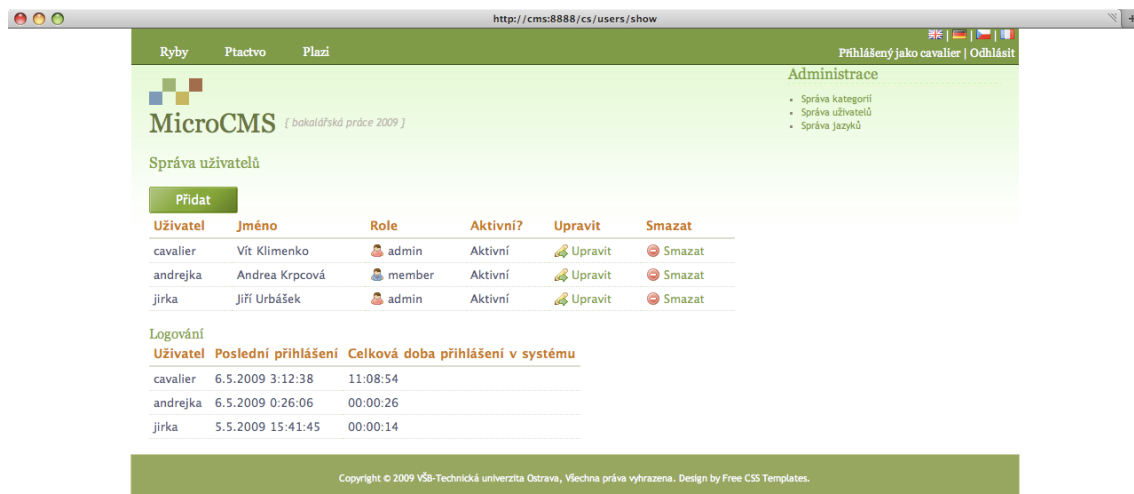 http://cms:8888/cs/users/show
Ryby Ptactvo Plazi
Přihlášený jako cavalier | Odhlásit
Administrace
Správa kategorií
Správa uživatelů
Správa jazyků
MicroCMS [ bakalářská práce 2009 ]
Správa uživatelů
Přidat
Uživatel Jméno Role Aktivní? Upravit Smazat
cavalier Vít Klimenko admin Aktivní Upravit Smazat
andrejka Andrea Krpcová member Aktivní Upravit Smazat
jirka Jiří Urbášek admin Aktivní Upravit Smazat
Logování
Uživatel Poslední přihlášení Celková doba přihlášení v systému
cavalier 6.5.2009 3:12:38 11:08:54
andrejka 6.5.2009 0:26:06 00:00:26
jirka 5.5.2009 15:41:45 00:00:14
Copyright © 2009 VŠB-Technická univerzita Ostrava, Všechna práva vyhrazena. Design by Free CSS Templates.